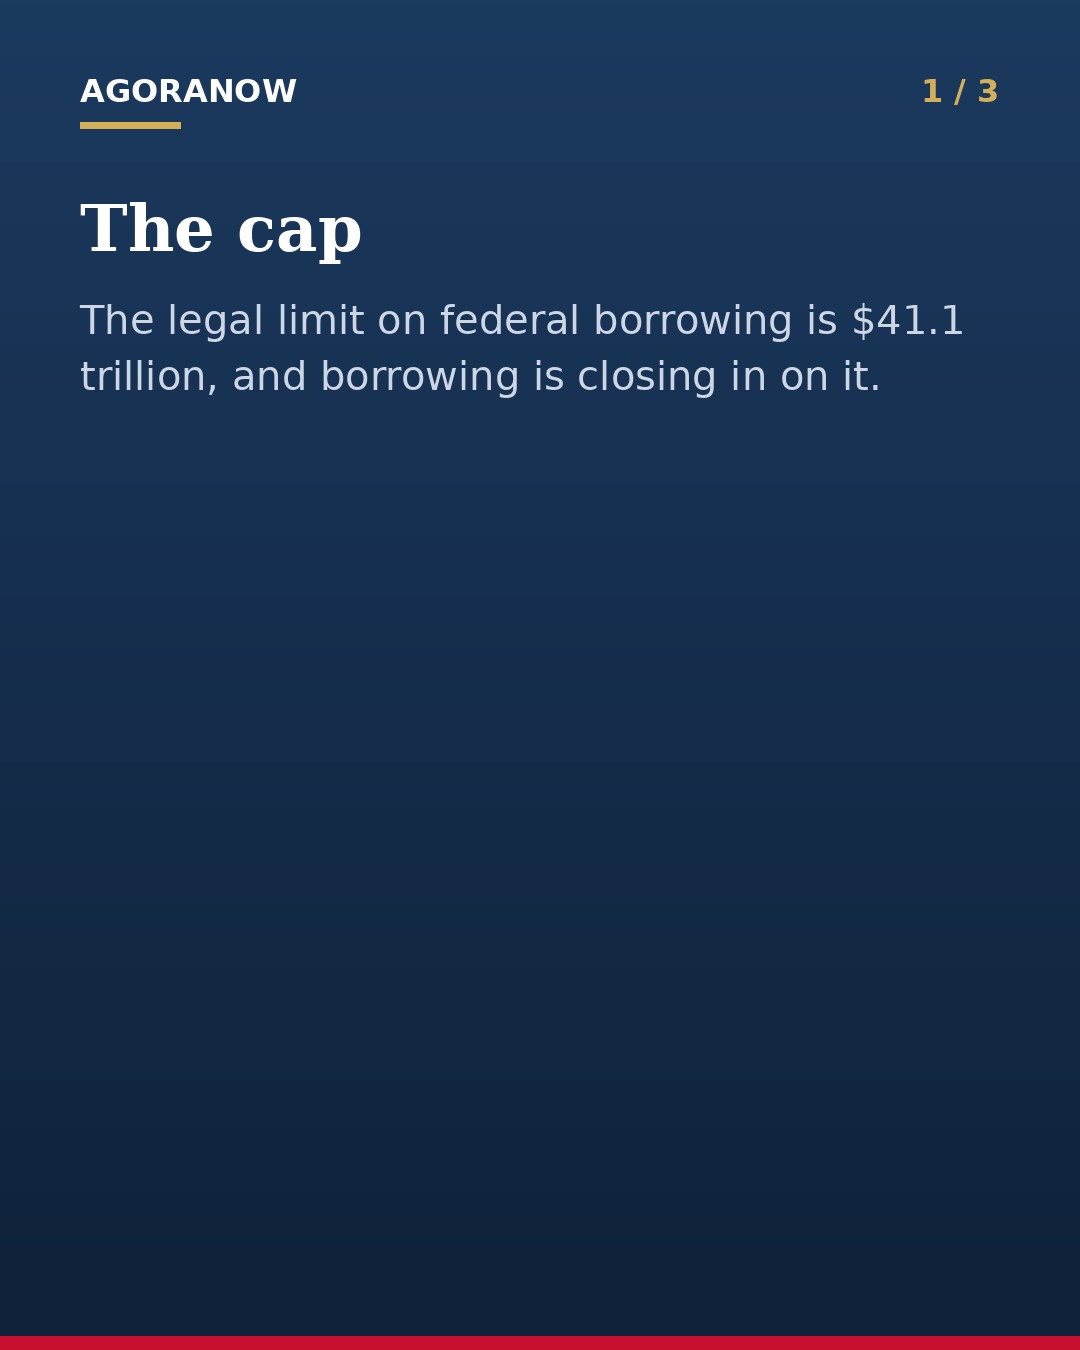 AGORANOW
1 / 3
The cap
The legal limit on federal borrowing is $41.1
trillion, and borrowing is closing in on it.